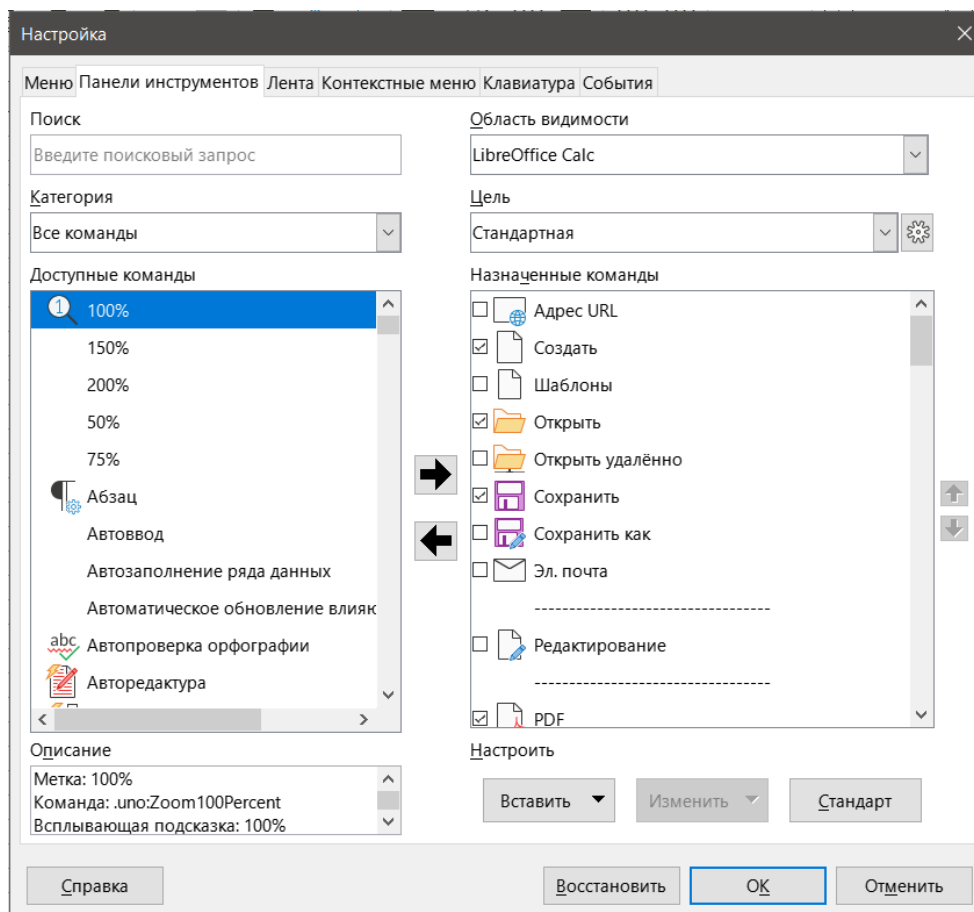 Настройка
Меню Панели инструментов Лента Контекстные меню Клавиатура События
Поиск
Введите поисковый запрос
Категория
Все команды
Доступные команды
100%
150%
200%
50%
75%
Абзац
Автоввод
Автозаполнение ряда данных
Автоматическое обновление влияю
abc Автопроверка орфографии
Авторедактура
Описание
Метка: 100%
Команда: .uno:Zoom100Percent
Всплывающая подсказка: 100%
Область видимости
LibreOffice Calc
Цель
Стандартная
Назначенные команды
Адрес URL
Создать
Шаблоны
Открыть
Открыть удалённо
Сохранить
Сохранить как
Эл. почта
----------------------------------
Редактирование
----------------------------------
PDF
Настроить
Вставить Изменить Стандарт
Справка Восстановить ОК Отменить